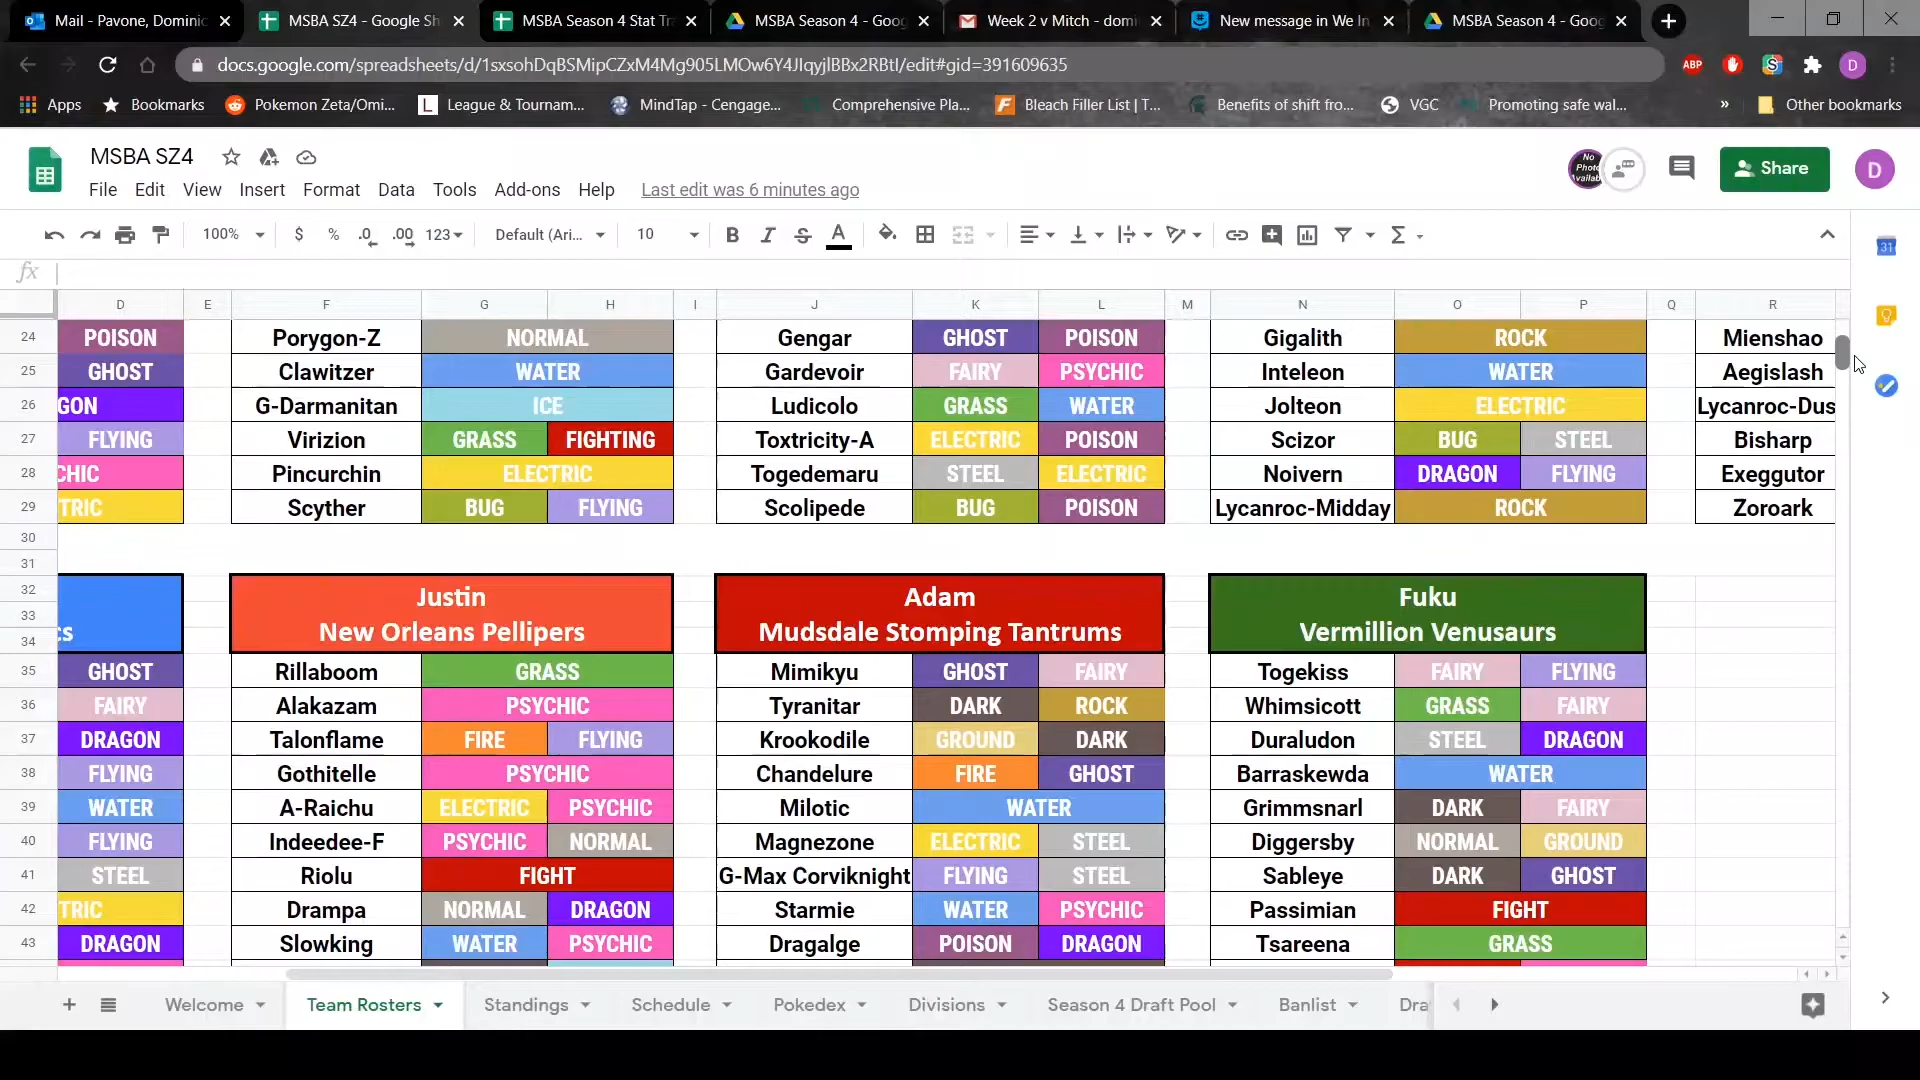 Mail - Pavone, Dominic
MSBA SZ4 - Google Sh
MSBA Season 4 Stat Tr
MSBA Season 4 - Goog
Week 2 v Mitch - domi
New message in We In
MSBA Season 4 - Goog
docs.google.com/spreadsheets/d/1sxsohDqBSMipCZxM4Mg905LMOw6Y4JIqyjlBBx2RBtI/edit#gid=391609635
ABP
D
Apps
Bookmarks
Pokemon Zeta/Omi...
L
League & Tournam...
MindTap - Cengage...
Comprehensive Pla...
Bleach Filler List | T...
Benefits of shift fro...
VGC
Promoting safe wal...
»
Other bookmarks
MSBA SZ4
No Photo Available
Share
D
File Edit View Insert Format Data Tools Add-ons Help Last edit was 6 minutes ago
100% $ % .0 .00 123 Default (Ari... 10 B I S A
31
fx
D E F G H I J K L M N O P Q R
24 POISON Porygon-Z NORMAL Gengar GHOST POISON Gigalith ROCK Mienshao
25 GHOST Clawitzer WATER Gardevoir FAIRY PSYCHIC Inteleon WATER Aegislash
26 GON G-Darmanitan ICE Ludicolo GRASS WATER Jolteon ELECTRIC Lycanroc-Dus
27 FLYING Virizion GRASS FIGHTING Toxtricity-A ELECTRIC POISON Scizor BUG STEEL Bisharp
28 CHIC Pincurchin ELECTRIC Togedemaru STEEL ELECTRIC Noivern DRAGON FLYING Exeggutor
29 TRIC Scyther BUG FLYING Scolipede BUG POISON Lycanroc-Midday ROCK Zoroark
30
31
32
33
34
cs
Justin
New Orleans Pellipers
Adam
Mudsdale Stomping Tantrums
Fuku
Vermillion Venusaurs
35 GHOST Rillaboom GRASS Mimikyu GHOST FAIRY Togekiss FAIRY FLYING
36 FAIRY Alakazam PSYCHIC Tyranitar DARK ROCK Whimsicott GRASS FAIRY
37 DRAGON Talonflame FIRE FLYING Krookodile GROUND DARK Duraludon STEEL DRAGON
38 FLYING Gothitelle PSYCHIC Chandelure FIRE GHOST Barraskewda WATER
39 WATER A-Raichu ELECTRIC PSYCHIC Milotic WATER Grimmsnarl DARK FAIRY
40 FLYING Indeedee-F PSYCHIC NORMAL Magnezone ELECTRIC STEEL Diggersby NORMAL GROUND
41 STEEL Riolu FIGHT G-Max Corviknight FLYING STEEL Sableye DARK GHOST
42 TRIC Drampa NORMAL DRAGON Starmie WATER PSYCHIC Passimian FIGHT
43 DRAGON Slowking WATER PSYCHIC Dragalge POISON DRAGON Tsareena GRASS
Welcome Team Rosters Standings Schedule Pokedex Divisions Season 4 Draft Pool Banlist Dra